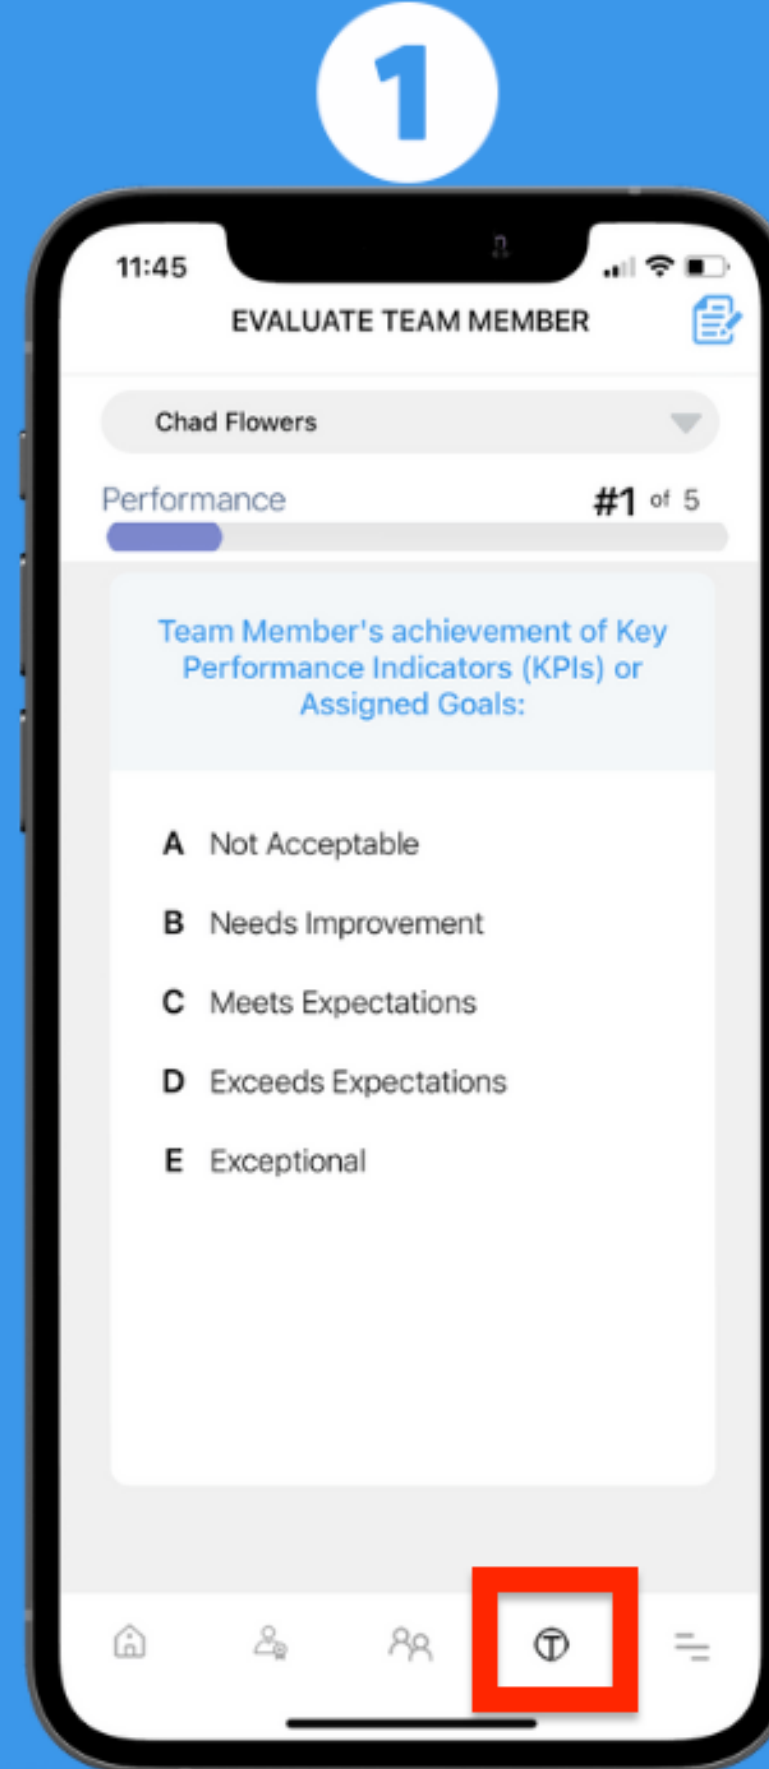 1
11:45
EVALUATE TEAM MEMBER
Chad Flowers
Performance #1 of 5
Team Member's achievement of Key
Performance Indicators (KPIs) or
Assigned Goals:
A Not Acceptable
B Needs Improvement
C Meets Expectations
D Exceeds Expectations
E Exceptional
T